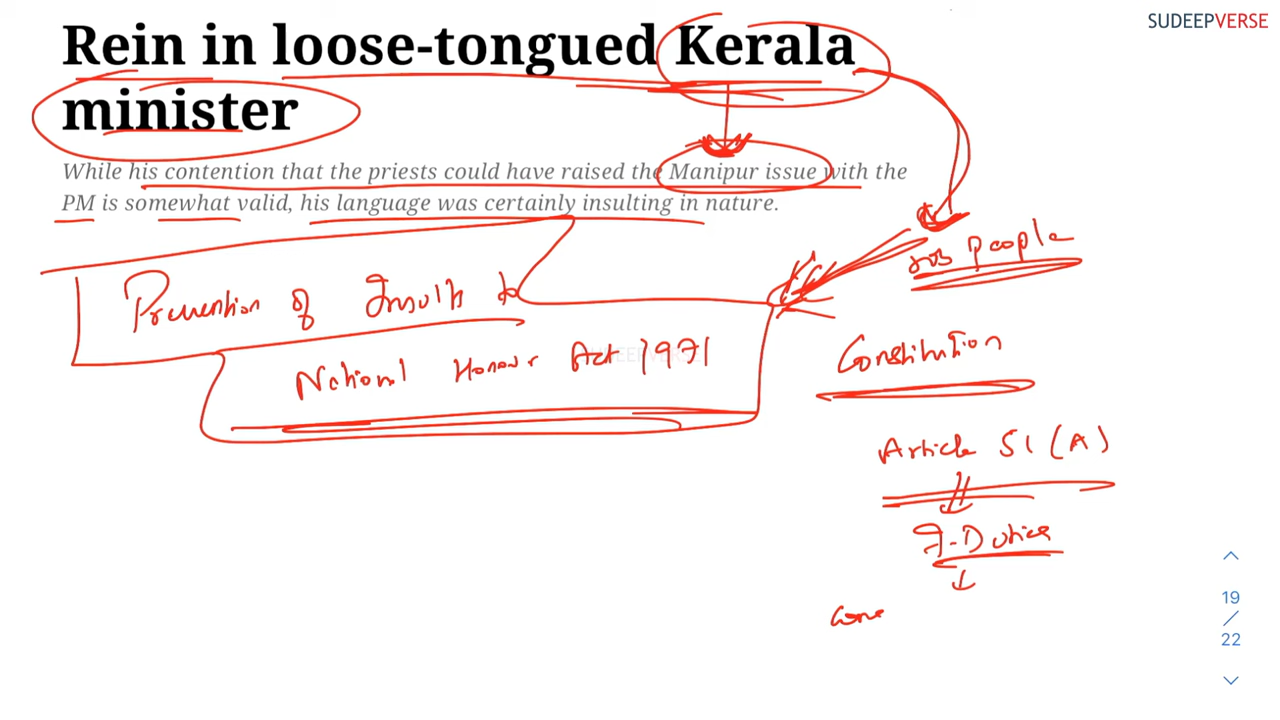 SUDEEPVERSE
Rein in loose-tongued Kerala
minister
While his contention that the priests could have raised the Manipur issue with the
PM is somewhat valid, his language was certainly insulting in nature.
people
Prevention of Insult to
National Honour Act 1971
SUDEEPVERSE
Constitution
Article 51(A)
F-Duties
19
/
22